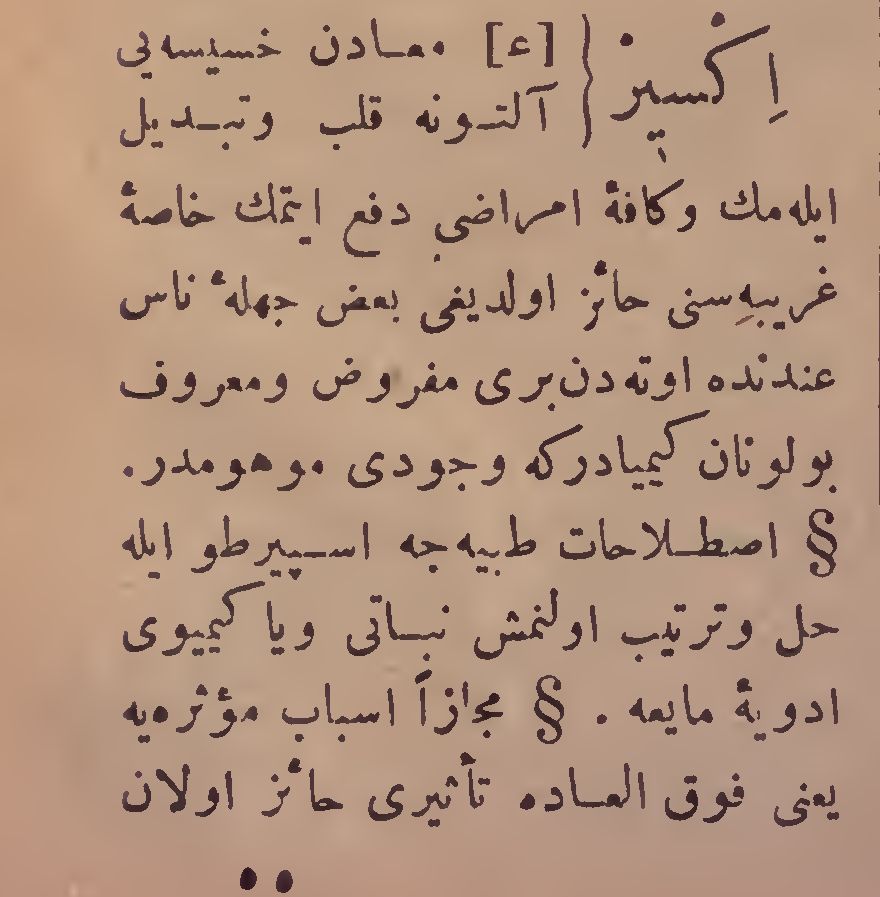 اِكْسير { [ع] معادن خسيسه‌يى
آلتونه قلب وتبديل
ايله‌مك وكافۀ امراضى دفع ايتمك خاصۀ
غريبه‌سنى حائز اولديغى بعض جهلۀ ناس
عندنده اوته‌دن‌برى مفروض ومعروف
بولونان كيميادركه وجودى موهومدر.
§ اصطلاحات طبيه‌جه اسپيرطو ايله
حل وترتيب اولنمش نباتى ويا كيميوى
ادويۀ مايعه . § مجازاً اسباب مؤثره‌يه
يعنى فوق العاده تأثيرى حائز اولان